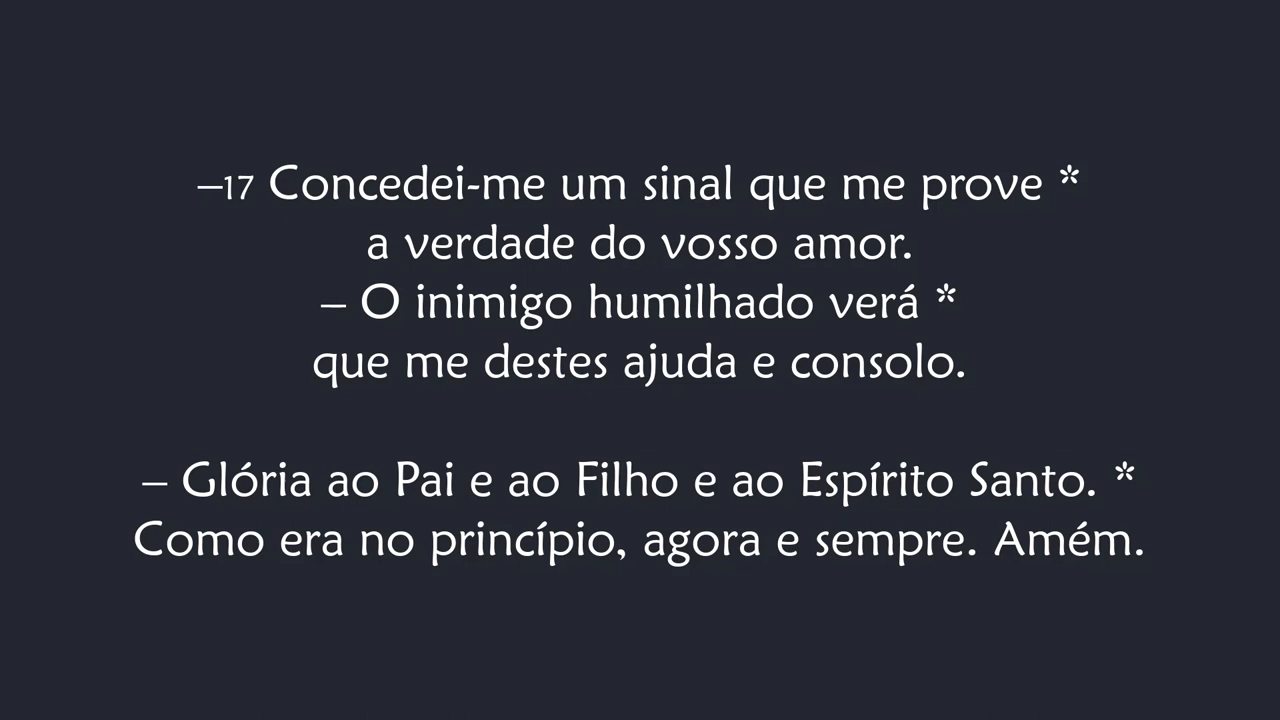 –17 Concedei-me um sinal que me prove *
a verdade do vosso amor.
– O inimigo humilhado verá *
que me destes ajuda e consolo.
– Glória ao Pai e ao Filho e ao Espírito Santo. *
Como era no princípio, agora e sempre. Amém.